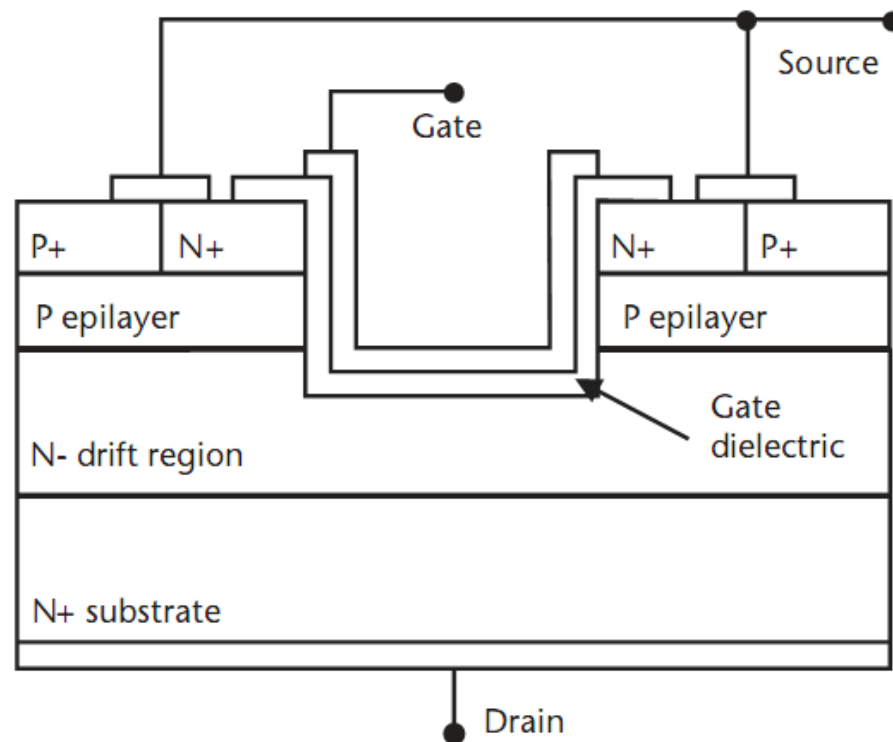 Source
Gate
P+
N+
N+
P+
P epilayer
P epilayer
Gate
dielectric
N- drift region
N+ substrate
Drain